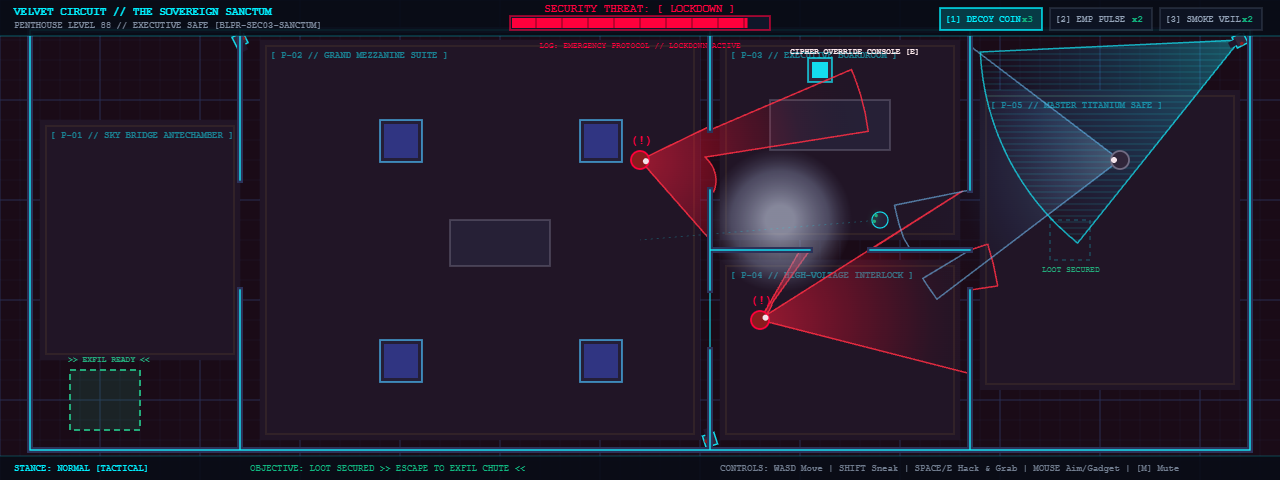 VELVET CIRCUIT // THE SOVEREIGN SANCTUM
PENTHOUSE LEVEL 88 // EXECUTIVE SAFE [BLPR-SEC03-SANCTUM]
SECURITY THREAT: [ LOCKDOWN ]
[1] DECOY COIN x3
[2] EMP PULSE x2
[3] SMOKE VEIL x2
LOG: EMERGENCY PROTOCOL // LOCKDOWN ACTIVE
CIPHER OVERRIDE CONSOLE [E]
[ P-02 // GRAND MEZZANINE SUITE ]
[ P-03 // EXECUTIVE BOARDROOM ]
[ P-05 // MASTER TITANIUM SAFE ]
[ P-01 // SKY BRIDGE ANTECHAMBER ]
(!)
LOOT SECURED
[ P-04 // HIGH-VOLTAGE INTERLOCK ]
(!)
>> EXFIL READY <<
STANCE: NORMAL [TACTICAL]
OBJECTIVE: LOOT SECURED >> ESCAPE TO EXFIL CHUTE <<
CONTROLS: WASD Move | SHIFT Sneak | SPACE/E Hack & Grab | MOUSE Aim/Gadget | [M] Mute